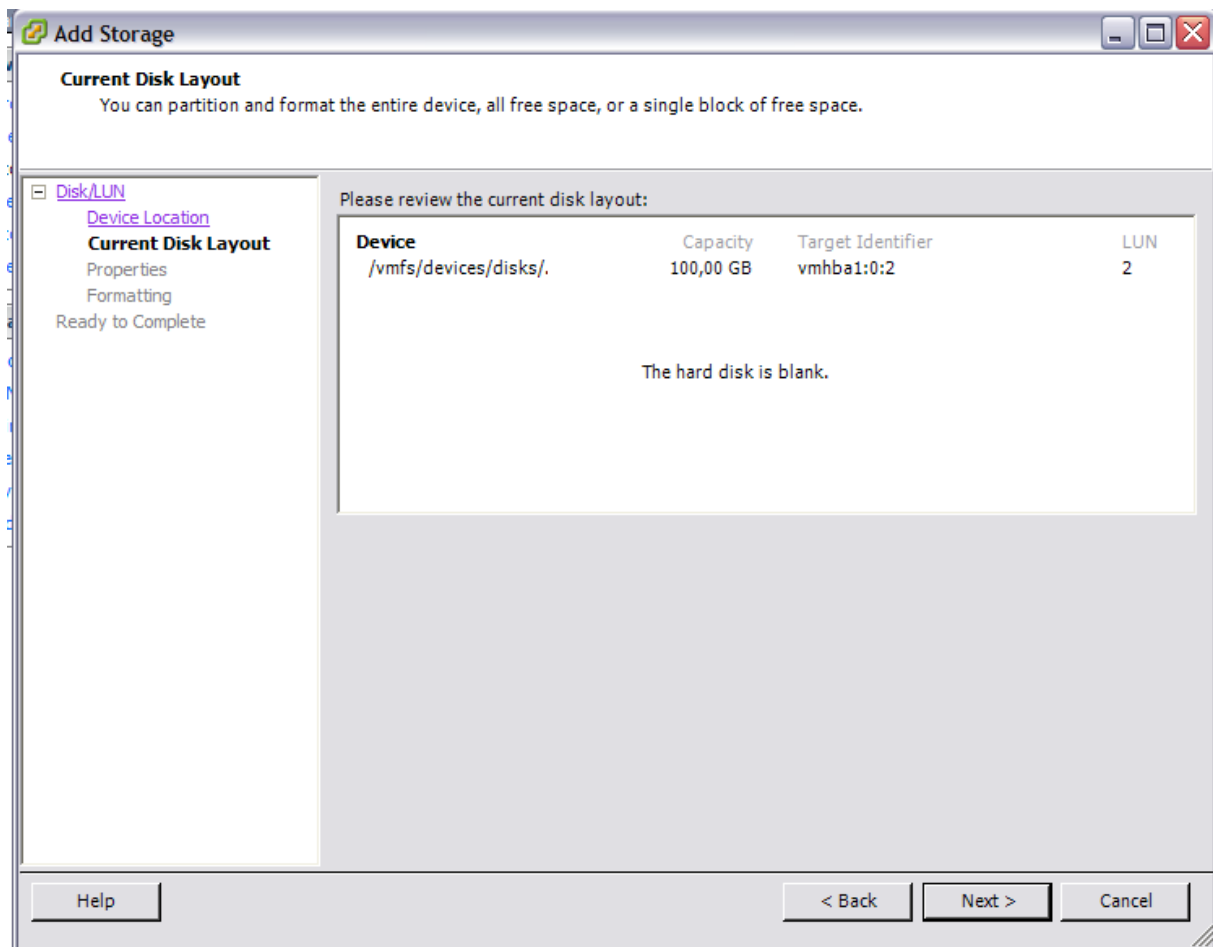 Add Storage
Current Disk Layout
You can partition and format the entire device, all free space, or a single block of free space.
Disk/LUN
Device Location
Current Disk Layout
Properties
Formatting
Ready to Complete
Please review the current disk layout:
Device Capacity Target Identifier LUN
/vmfs/devices/disks/. 100,00 GB vmhba1:0:2 2
The hard disk is blank.
Help < Back Next > Cancel